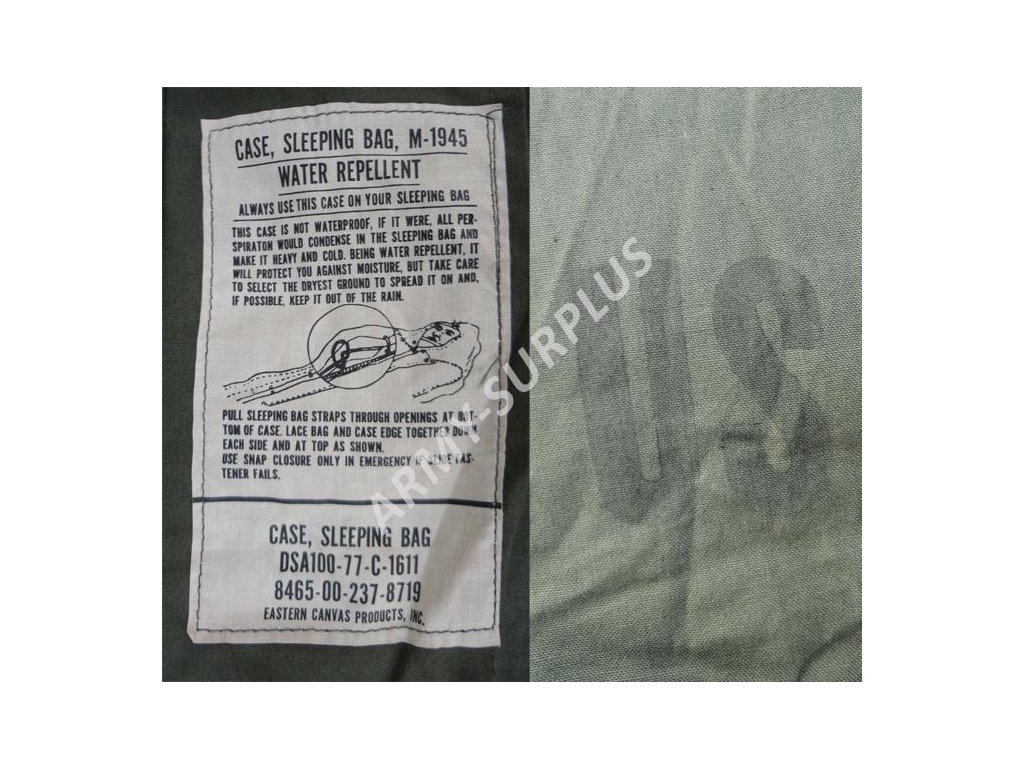 CASE, SLEEPING BAG, M-1945
WATER REPELLENT
ALWAYS USE THIS CASE ON YOUR SLEEPING BAG
THIS CASE IS NOT WATERPROOF, IF IT WERE, ALL PER-
SPIRATON WOULD CONDENSE IN THE SLEEPING BAG AND
MAKE IT HEAVY AND COLD. BEING WATER REPELLENT, IT
WILL PROTECT YOU AGAINST MOISTURE, BUT TAKE CARE
TO SELECT THE DRYEST GROUND TO SPREAD IT ON AND,
IF POSSIBLE, KEEP IT OUT OF THE RAIN.
PULL SLEEPING BAG STRAPS THROUGH OPENINGS AT BOT-
TOM OF CASE. LACE BAG AND CASE EDGE TOGETHER DOWN
EACH SIDE AND AT TOP AS SHOWN.
USE SNAP CLOSURE ONLY IN EMERGENCY IF SLIDE FAS-
TENER FAILS.
CASE, SLEEPING BAG
DSA100-77-C-1611
8465-00-237-8719
EASTERN CANVAS PRODUCTS, INC.
US
ARMY-SURPLUS